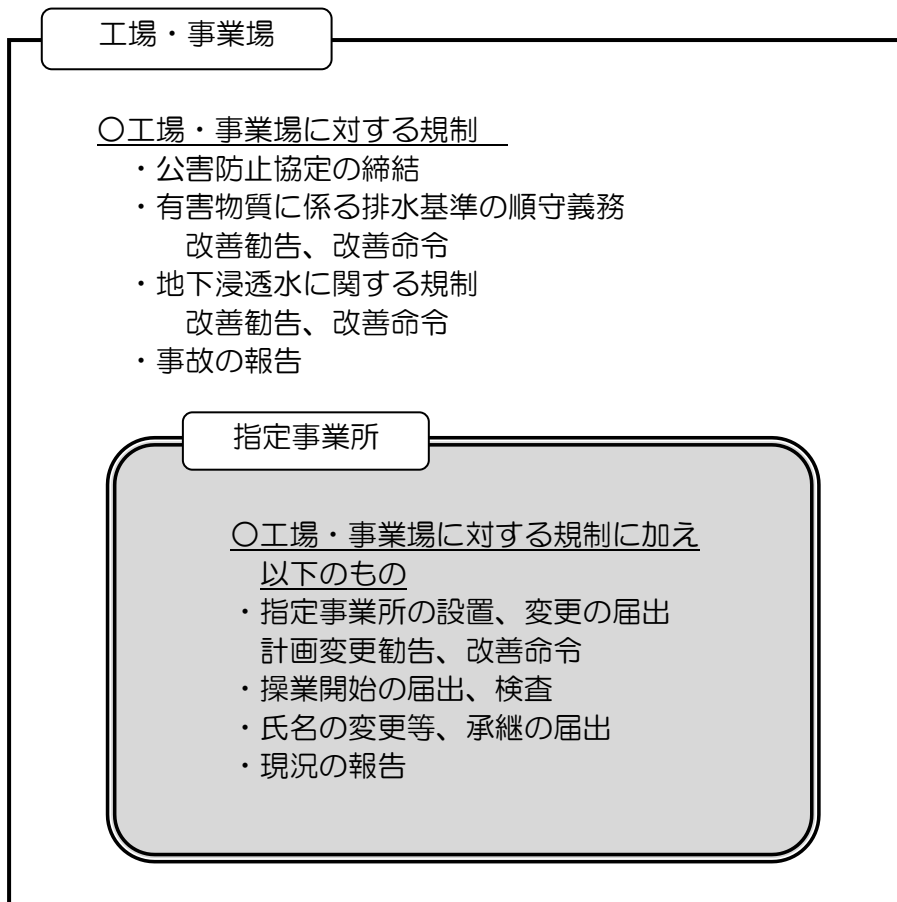 工場・事業場
〇工場・事業場に対する規制
・公害防止協定の締結
・有害物質に係る排水基準の順守義務
改善勧告、改善命令
・地下浸透水に関する規制
改善勧告、改善命令
・事故の報告
指定事業所
〇工場・事業場に対する規制に加え
以下のもの
・指定事業所の設置、変更の届出
計画変更勧告、改善命令
・操業開始の届出、検査
・氏名の変更等、承継の届出
・現況の報告